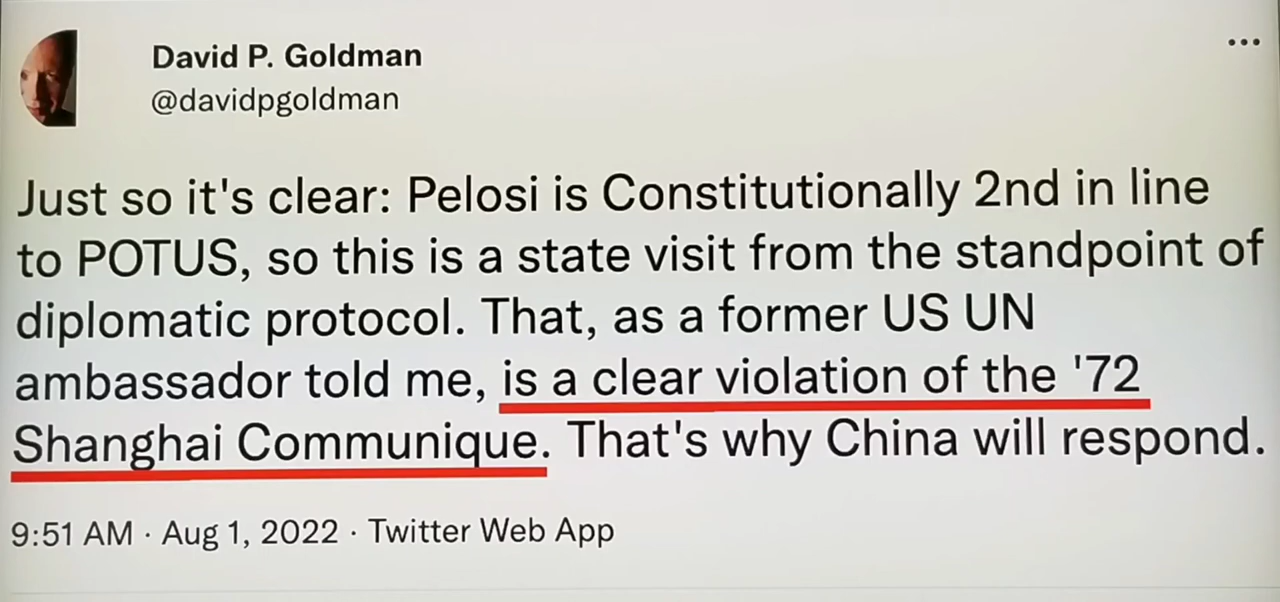 David P. Goldman
@davidpgoldman
Just so it's clear: Pelosi is Constitutionally 2nd in line
to POTUS, so this is a state visit from the standpoint of
diplomatic protocol. That, as a former US UN
ambassador told me, is a clear violation of the '72
Shanghai Communique. That's why China will respond.
9:51 AM · Aug 1, 2022 · Twitter Web App